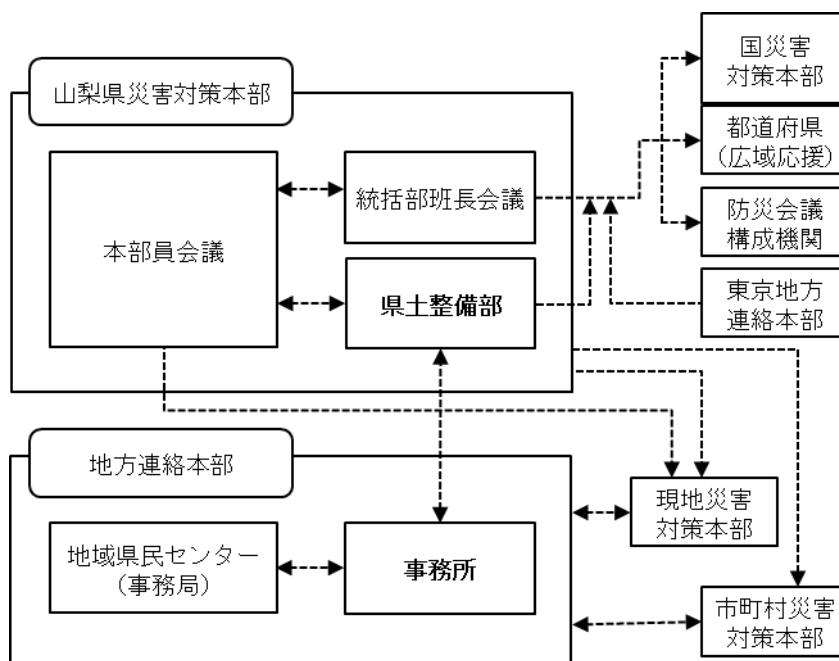 山梨県災害対策本部
本部員会議
統括部班長会議
県土整備部
国災害
対策本部
都道府県
(広域応援)
防災会議
構成機関
東京地方
連絡本部
地方連絡本部
地域県民センター
(事務局)
事務所
現地災害
対策本部
市町村災害
対策本部